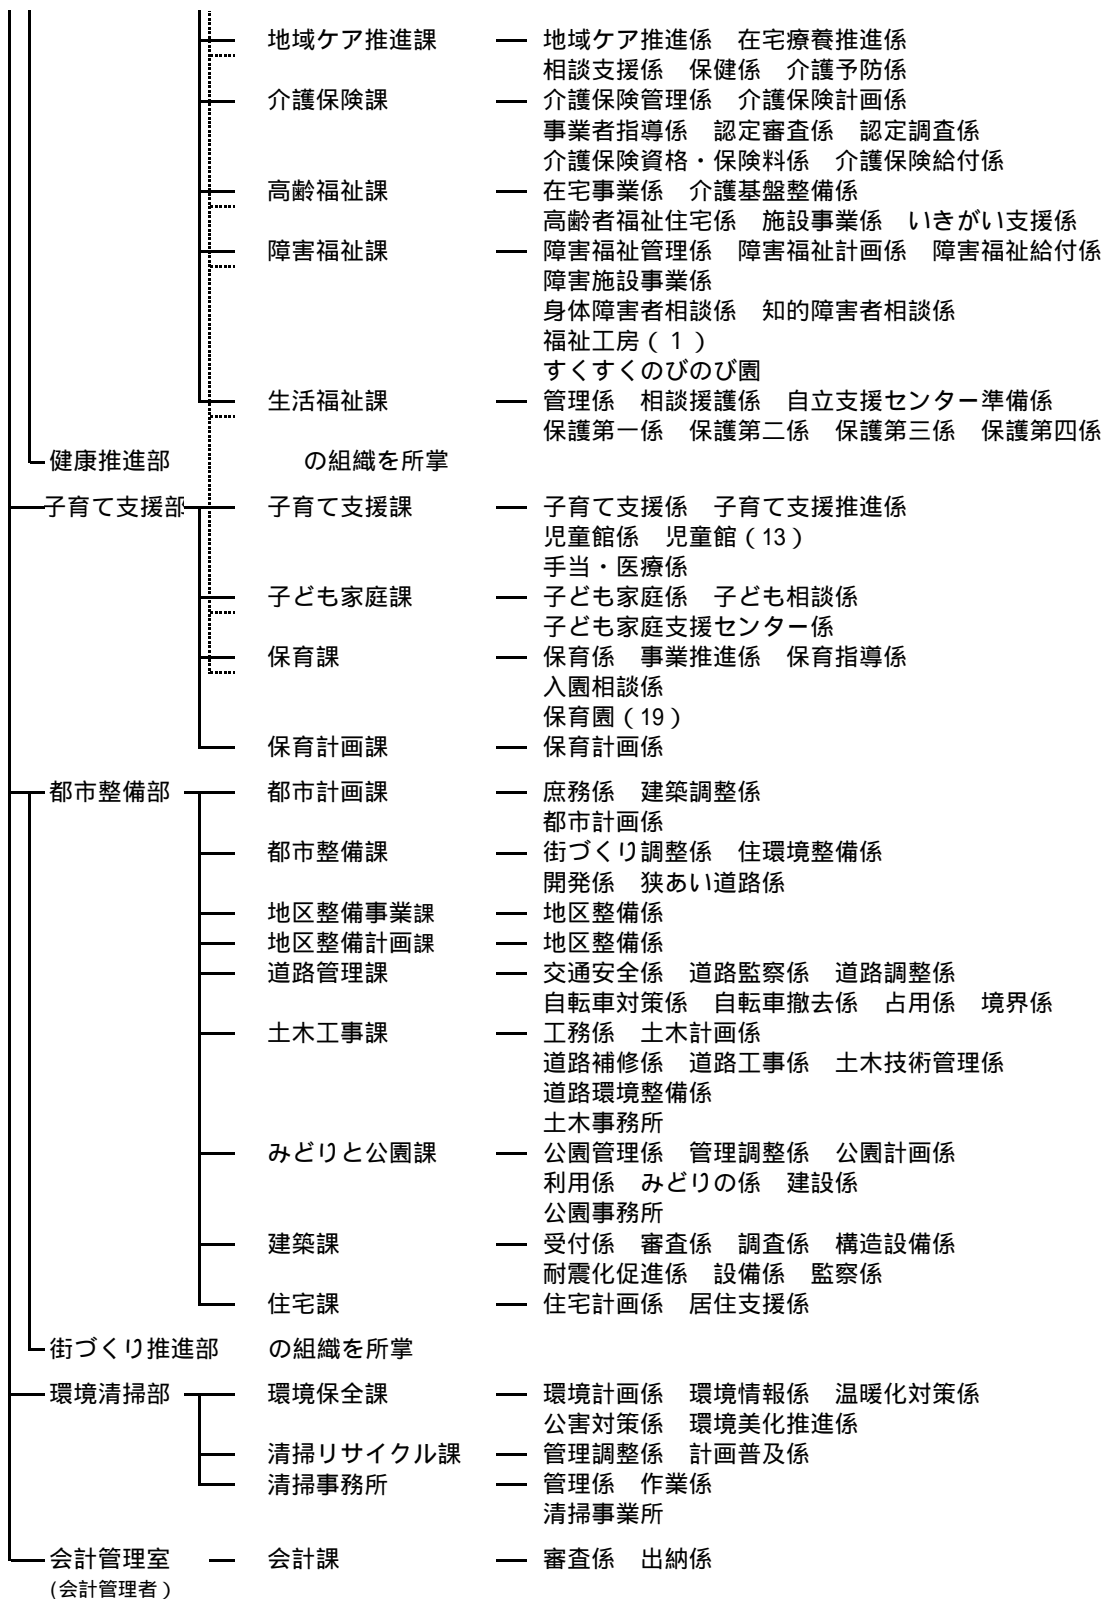 地域ケア推進課 地域ケア推進係 在宅療養推進係
相談支援係 保健係 介護予防係
介護保険課 介護保険管理係 介護保険計画係
事業者指導係 認定審査係 認定調査係
介護保険資格・保険料係 介護保険給付係
高齢福祉課 在宅事業係 介護基盤整備係
高齢者福祉住宅係 施設事業係 いきがい支援係
障害福祉課 障害福祉管理係 障害福祉計画係 障害福祉給付係
障害施設事業係
身体障害者相談係 知的障害者相談係
福祉工房(1)
すくすくのびのび園
生活福祉課 管理係 相談援護係 自立支援センター準備係
保護第一係 保護第二係 保護第三係 保護第四係
健康推進部 の組織を所掌
子育て支援部 子育て支援課 子育て支援係 子育て支援推進係
児童館係 児童館(13)
手当・医療係
子ども家庭課 子ども家庭係 子ども相談係
子ども家庭支援センター係
保育課 保育係 事業推進係 保育指導係
入園相談係
保育園(19)
保育計画課 保育計画係
都市整備部 都市計画課 庶務係 建築調整係
都市計画係
都市整備課 街づくり調整係 住環境整備係
開発係 狭あい道路係
地区整備事業課 地区整備係
地区整備計画課 地区整備係
道路管理課 交通安全係 道路監察係 道路調整係
自転車対策係 自転車撤去係 占用係 境界係
土木工事課 工務係 土木計画係
道路補修係 道路工事係 土木技術管理係
道路環境整備係
土木事務所
みどりと公園課 公園管理係 管理調整係 公園計画係
利用係 みどりの係 建設係
公園事務所
建築課 受付係 審査係 調査係 構造設備係
耐震化促進係 設備係 監察係
住宅課 住宅計画係 居住支援係
街づくり推進部 の組織を所掌
環境清掃部 環境保全課 環境計画係 環境情報係 温暖化対策係
公害対策係 環境美化推進係
清掃リサイクル課 管理調整係 計画普及係
清掃事務所 管理係 作業係
清掃事業所
会計管理室 会計課 審査係 出納係
(会計管理者)